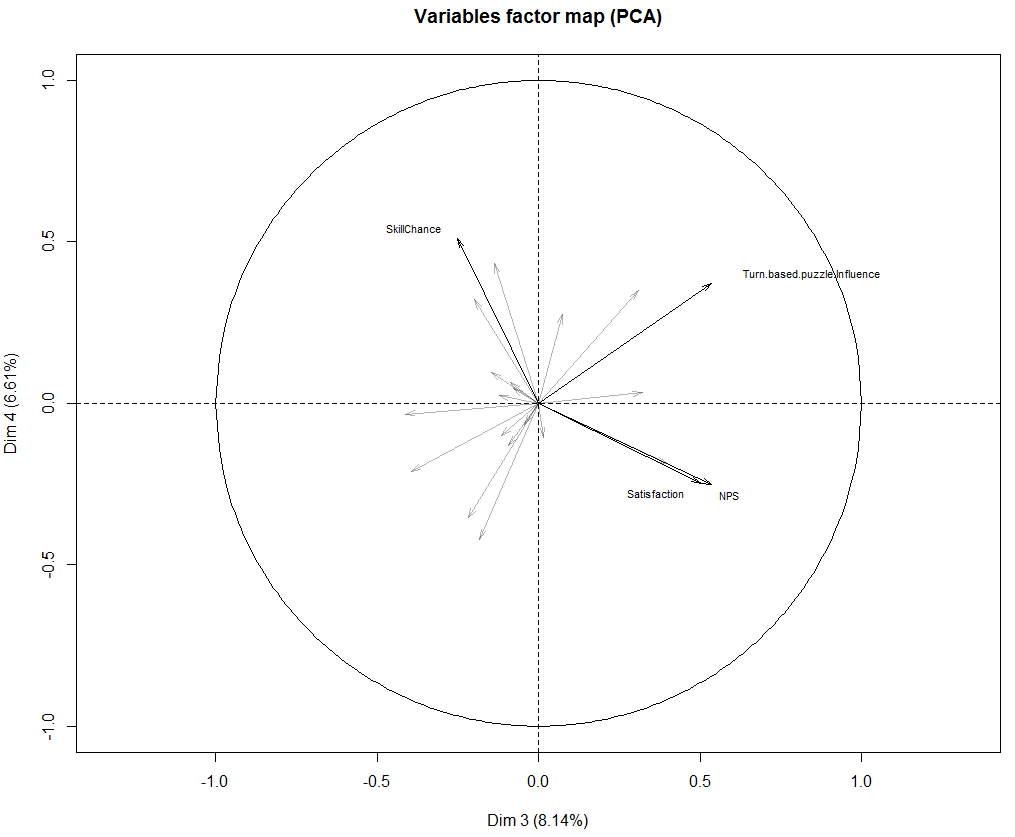 Variables factor map (PCA)
1.0
SkillChance
0.5
Turn.based.puzzle.Influence
Dim 4 (6.61%)
0.0
Satisfaction
NPS
-0.5
-1.0
-1.0
-0.5
0.0
0.5
1.0
Dim 3 (8.14%)